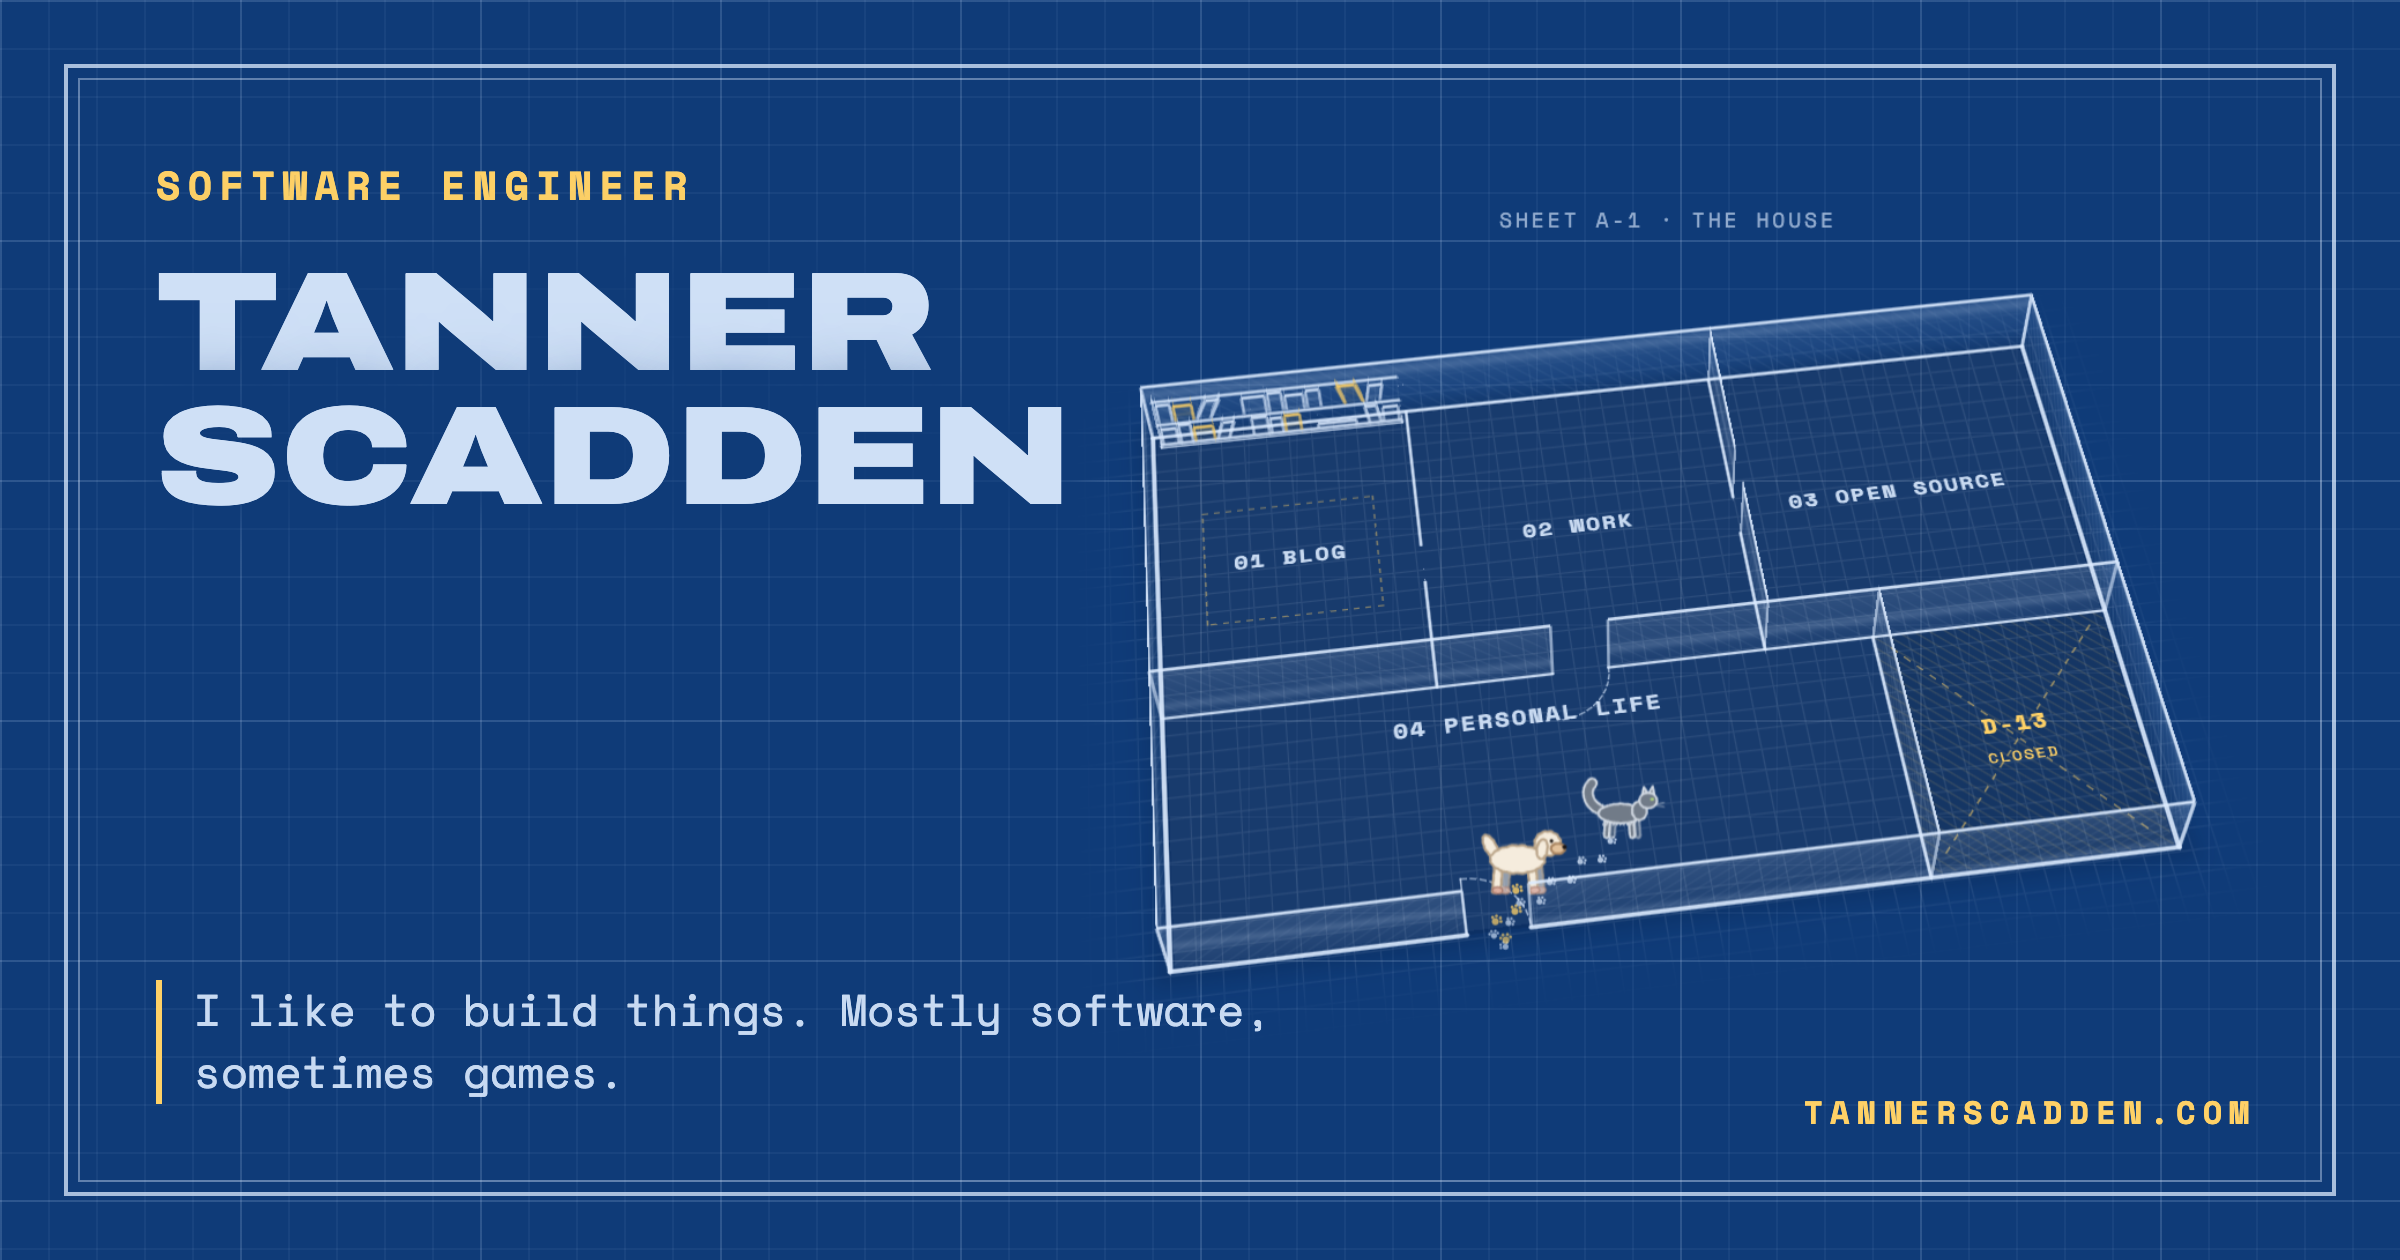 SOFTWARE ENGINEER
TANNER
SCADDEN
SHEET A-1 · THE HOUSE
01 BLOG
02 WORK
03 OPEN SOURCE
04 PERSONAL LIFE
D-13
CLOSED
I like to build things. Mostly software,
sometimes games.
TANNERSCADDEN.COM